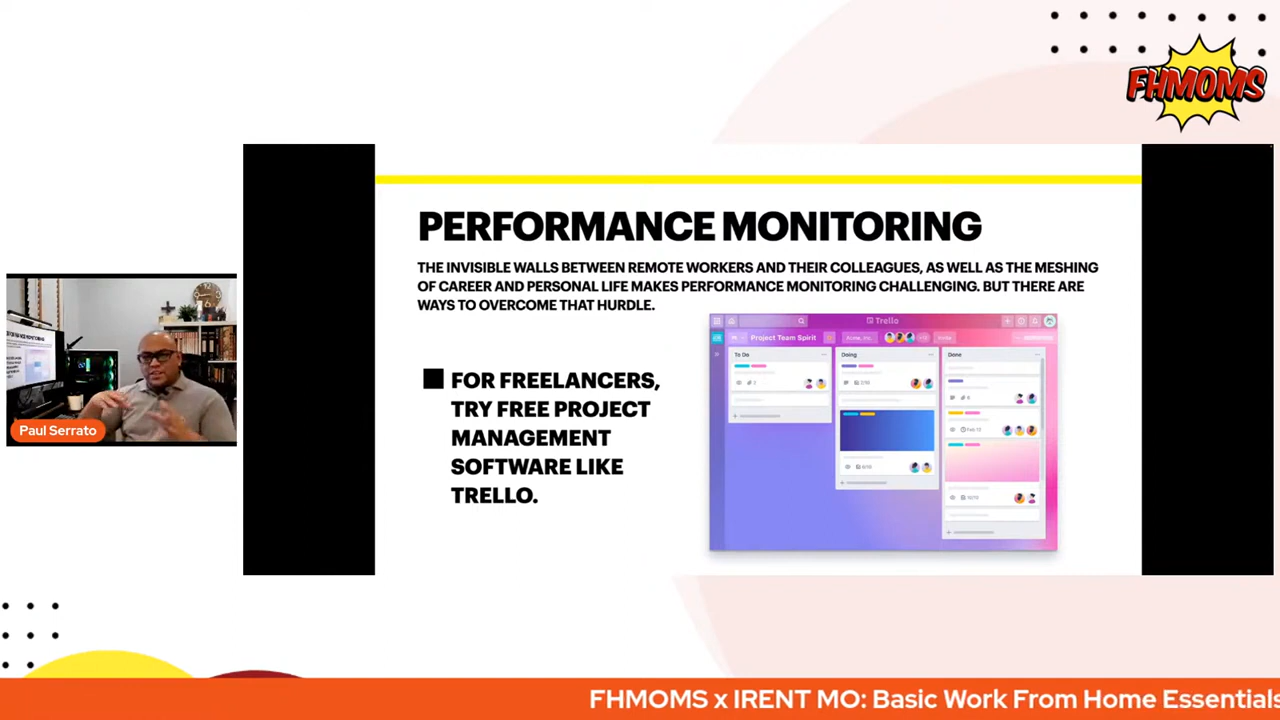 FHMOMS
PERFORMANCE MONITORING
THE INVISIBLE WALLS BETWEEN REMOTE WORKERS AND THEIR COLLEAGUES, AS WELL AS THE MESHING
OF CAREER AND PERSONAL LIFE MAKES PERFORMANCE MONITORING CHALLENGING. BUT THERE ARE
WAYS TO OVERCOME THAT HURDLE.
FOR FREELANCERS,
TRY FREE PROJECT
MANAGEMENT
SOFTWARE LIKE
TRELLO.
Trello
Project Team Spirit
To Do
Doing
Done
Paul Serrato
FHMOMS x IRENT MO: Basic Work From Home Essentials